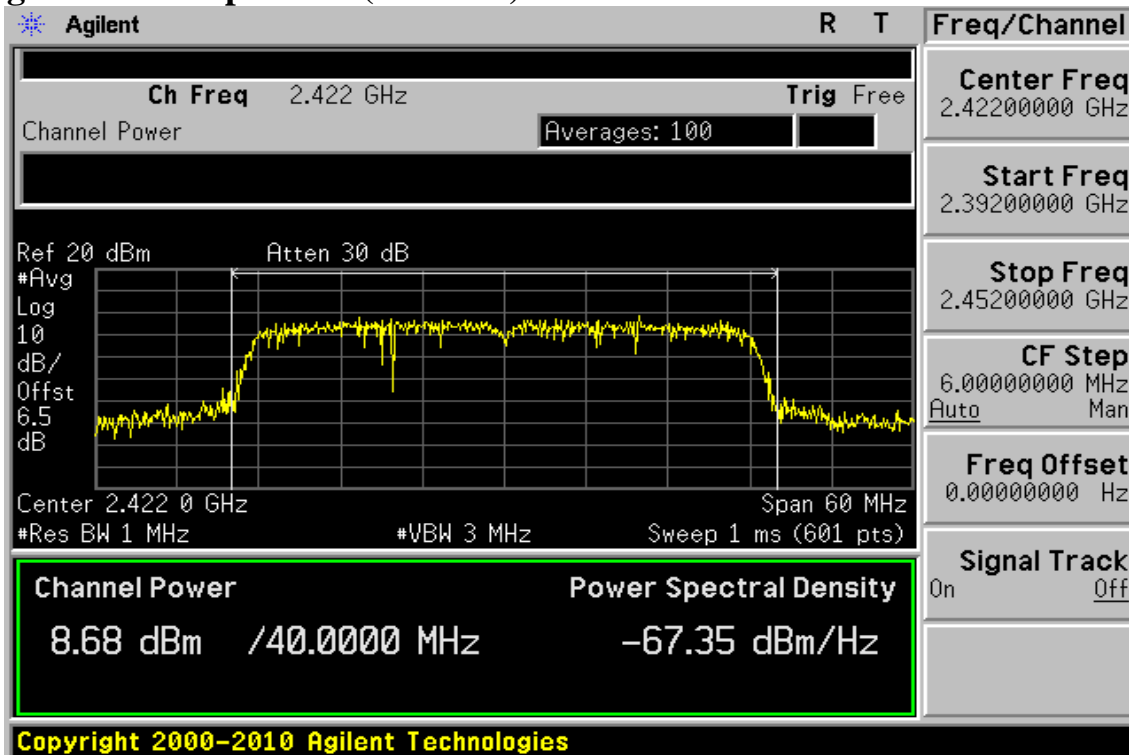 Agilent R T
Ch Freq 2.422 GHz Trig Free
Channel Power Averages: 100
Ref 20 dBm Atten 30 dB
#Avg
Log
10
dB/
Offst
6.5
dB
Center 2.422 0 GHz Span 60 MHz
#Res BW 1 MHz #VBW 3 MHz Sweep 1 ms (601 pts)
Channel Power Power Spectral Density
8.68 dBm /40.0000 MHz -67.35 dBm/Hz
Freq/Channel
Center Freq
2.42200000 GHz
Start Freq
2.39200000 GHz
Stop Freq
2.45200000 GHz
CF Step
6.00000000 MHz
Auto Man
Freq Offset
0.00000000 Hz
Signal Track
On Off
Copyright 2000-2010 Agilent Technologies